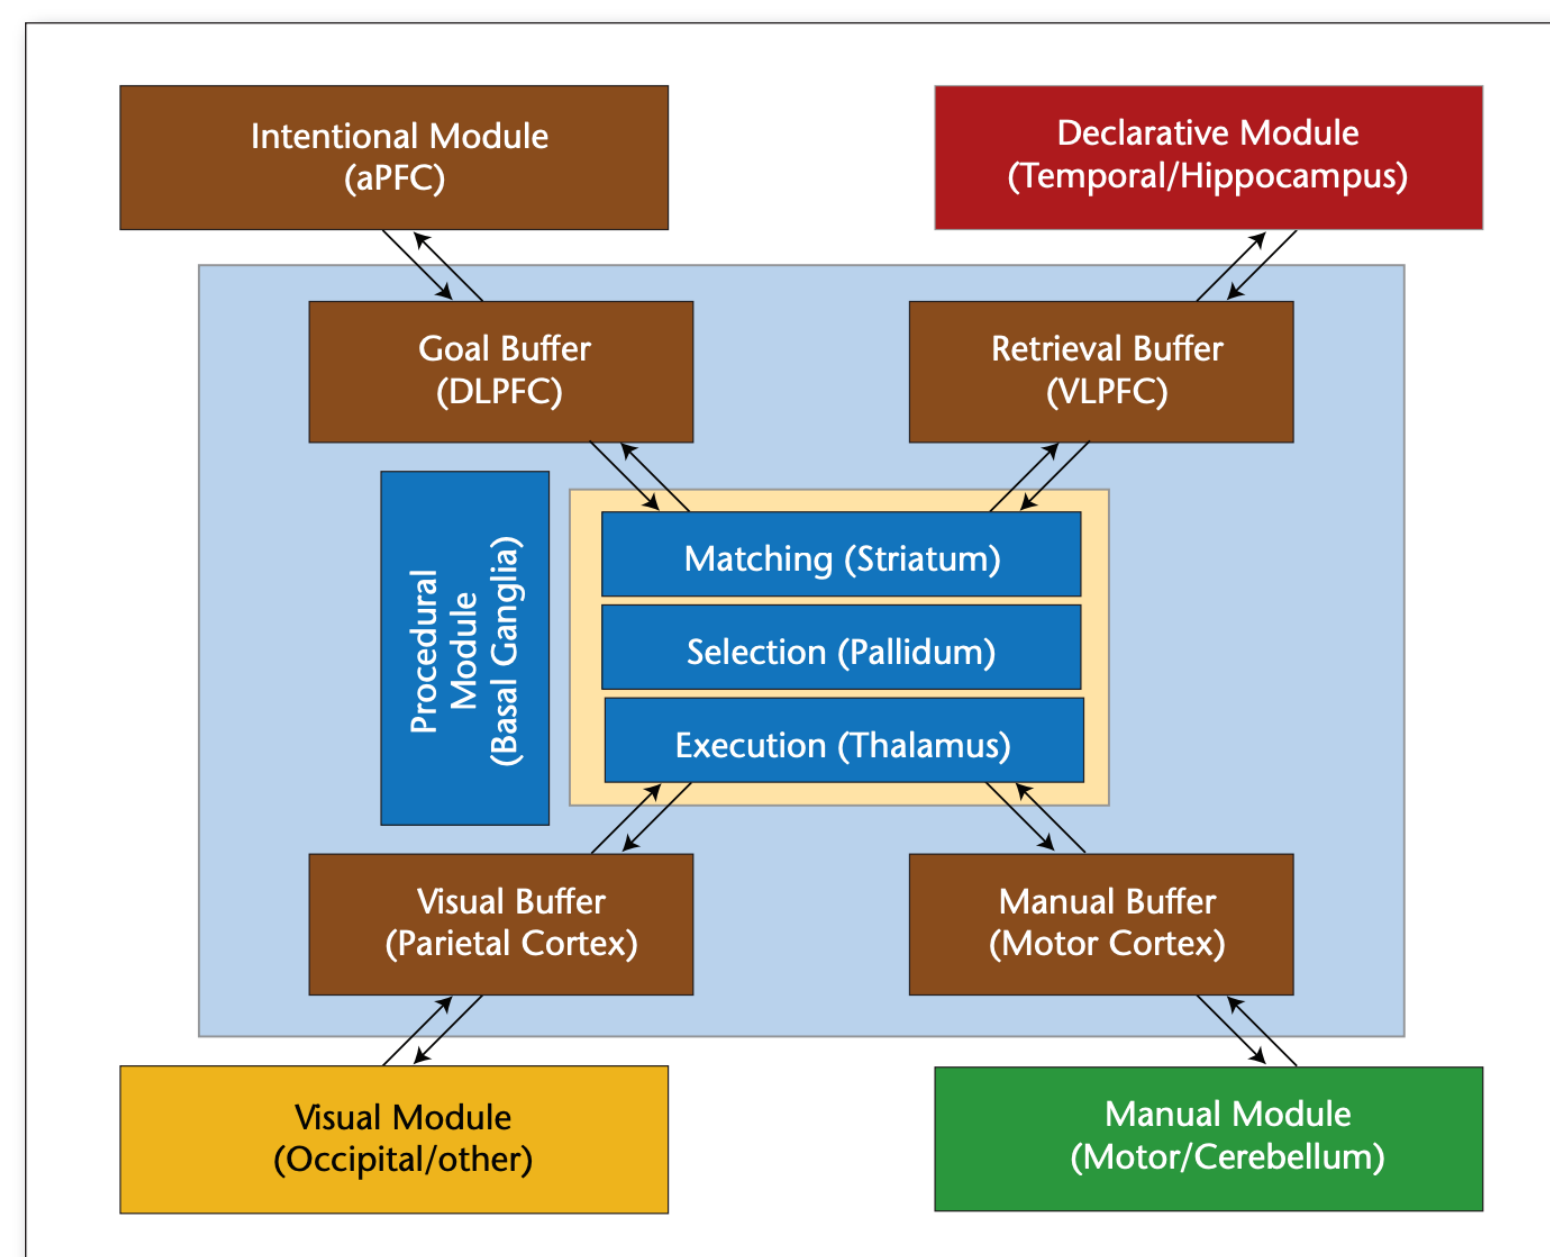 Intentional Module
(aPFC)
Declarative Module
(Temporal/Hippocampus)
Goal Buffer
(DLPFC)
Retrieval Buffer
(VLPFC)
Procedural
Module
(Basal Ganglia)
Matching (Striatum)
Selection (Pallidum)
Execution (Thalamus)
Visual Buffer
(Parietal Cortex)
Manual Buffer
(Motor Cortex)
Visual Module
(Occipital/other)
Manual Module
(Motor/Cerebellum)